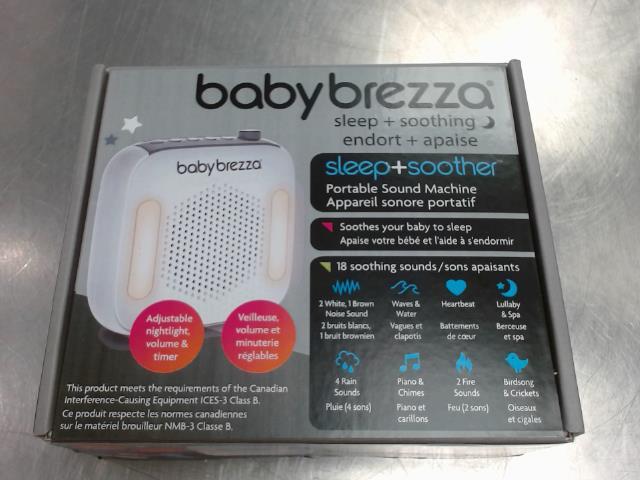 babybrezza
sleep + soothing
endort + apaise
babybrezza
sleep+soother™
Portable Sound Machine
Appareil sonore portatif
Soothes your baby to sleep
Apaise votre bébé et l'aide à s'endormir
18 soothing sounds/sons apaisants
2 White, 1 Brown
Noise Sound
2 bruits blancs,
1 bruit brownien
Waves &
Water
Vagues et
clapotis
Heartbeat
Battements
de cœur
Lullaby
& Spa
Berceuse
et spa
4 Rain
Sounds
Pluie (4 sons)
Piano &
Chimes
Piano et
carillons
2 Fire
Sounds
Feu (2 sons)
Birdsong
& Crickets
Oiseaux
et cigales
Adjustable
nightlight,
volume &
timer
Veilleuse,
volume et
minuterie
réglables
This product meets the requirements of the Canadian
Interference-Causing Equipment ICES-3 Class B.
Ce produit respecte les normes canadiennes
sur le matériel brouilleur NMB-3 Classe B.